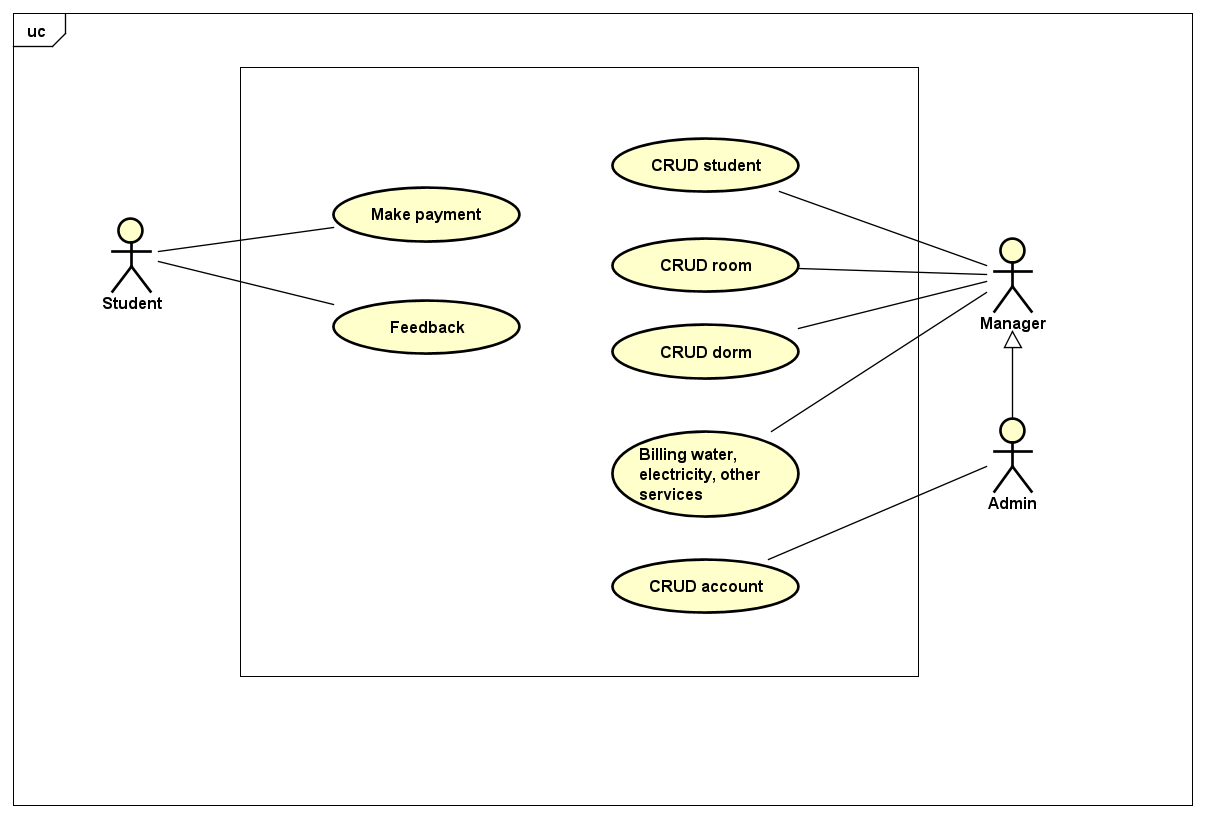 uc
CRUD student
Make payment
CRUD room
Student
Manager
Feedback
CRUD dorm
Billing water,
electricity, other
services
Admin
CRUD account